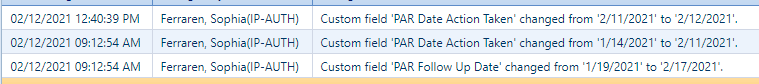 02/12/2021 12:40:39 PM Ferraren, Sophia(IP-AUTH) Custom field 'PAR Date Action Taken' changed from '2/11/2021' to '2/12/2021'.
02/12/2021 09:12:54 AM Ferraren, Sophia(IP-AUTH) Custom field 'PAR Date Action Taken' changed from '1/14/2021' to '2/11/2021'.
02/12/2021 09:12:54 AM Ferraren, Sophia(IP-AUTH) Custom field 'PAR Follow Up Date' changed from '1/19/2021' to '2/17/2021'.